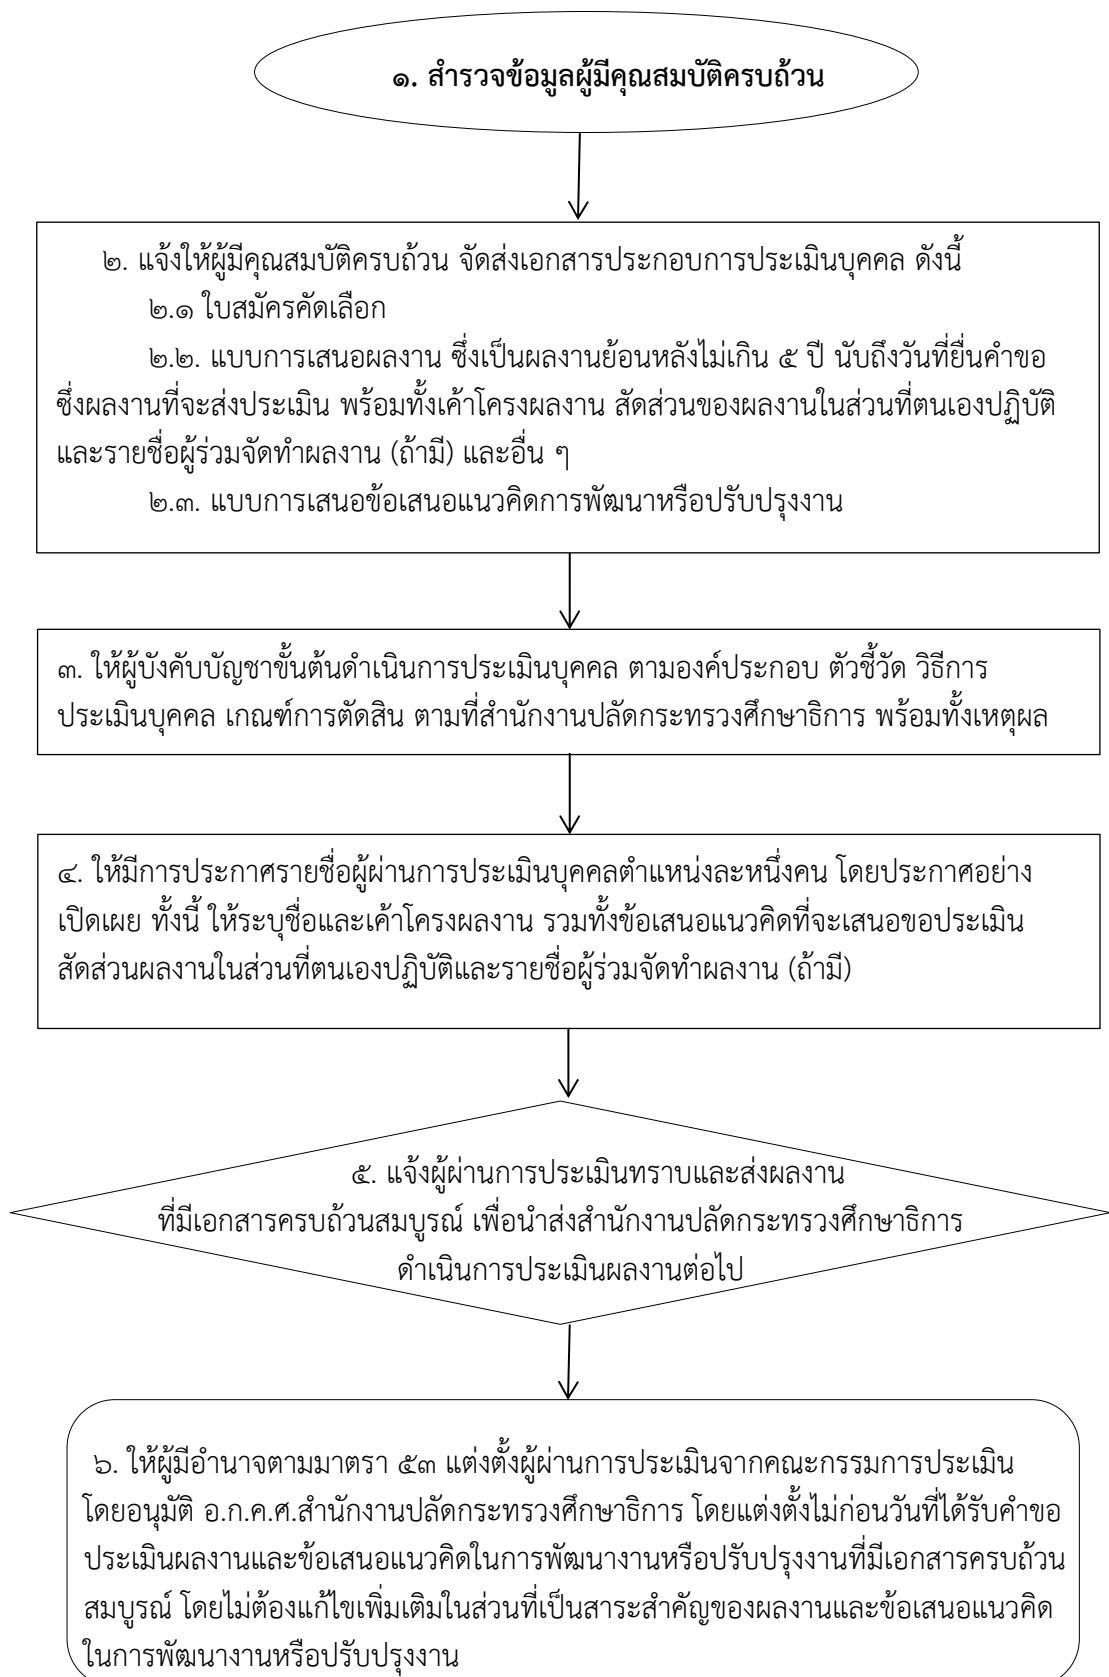 ๑. สำรวจข้อมูลผู้มีคุณสมบัติครบถ้วน
๒. แจ้งให้ผู้มีคุณสมบัติครบถ้วน จัดส่งเอกสารประกอบการประเมินบุคคล ดังนี้
๒.๑ ใบสมัครคัดเลือก
๒.๒. แบบการเสนอผลงาน ซึ่งเป็นผลงานย้อนหลังไม่เกิน ๕ ปี นับถึงวันที่ยื่นคำขอ
ซึ่งผลงานที่จะส่งประเมิน พร้อมทั้งเค้าโครงผลงาน สัดส่วนของผลงานในส่วนที่ตนเองปฏิบัติ
และรายชื่อผู้ร่วมจัดทำผลงาน (ถ้ามี) และอื่น ๆ
๒.๓. แบบการเสนอข้อเสนอแนวคิดการพัฒนาหรือปรับปรุงงาน
๓. ให้ผู้บังคับบัญชาขั้นต้นดำเนินการประเมินบุคคล ตามองค์ประกอบ ตัวชี้วัด วิธีการ
ประเมินบุคคล เกณฑ์การตัดสิน ตามที่สำนักงานปลัดกระทรวงศึกษาธิการ พร้อมทั้งเหตุผล
๔. ให้มีการประกาศรายชื่อผู้ผ่านการประเมินบุคคลตำแหน่งละหนึ่งคน โดยประกาศอย่าง
เปิดเผย ทั้งนี้ ให้ระบุชื่อและเค้าโครงผลงาน รวมทั้งข้อเสนอแนวคิดที่จะเสนอขอประเมิน
สัดส่วนผลงานในส่วนที่ตนเองปฏิบัติและรายชื่อผู้ร่วมจัดทำผลงาน (ถ้ามี)
๕. แจ้งผู้ผ่านการประเมินทราบและส่งผลงาน
ที่มีเอกสารครบถ้วนสมบูรณ์ เพื่อนำส่งสำนักงานปลัดกระทรวงศึกษาธิการ
ดำเนินการประเมินผลงานต่อไป
๖. ให้ผู้มีอำนาจตามมาตรา ๕๓ แต่งตั้งผู้ผ่านการประเมินจากคณะกรรมการประเมิน
โดยอนุมัติ อ.ก.ค.ศ.สำนักงานปลัดกระทรวงศึกษาธิการ โดยแต่งตั้งไม่ก่อนวันที่ได้รับคำขอ
ประเมินผลงานและข้อเสนอแนวคิดในการพัฒนางานหรือปรับปรุงงานที่มีเอกสารครบถ้วน
สมบูรณ์ โดยไม่ต้องแก้ไขเพิ่มเติมในส่วนที่เป็นสาระสำคัญของผลงานและข้อเสนอแนวคิด
ในการพัฒนางานหรือปรับปรุงงาน